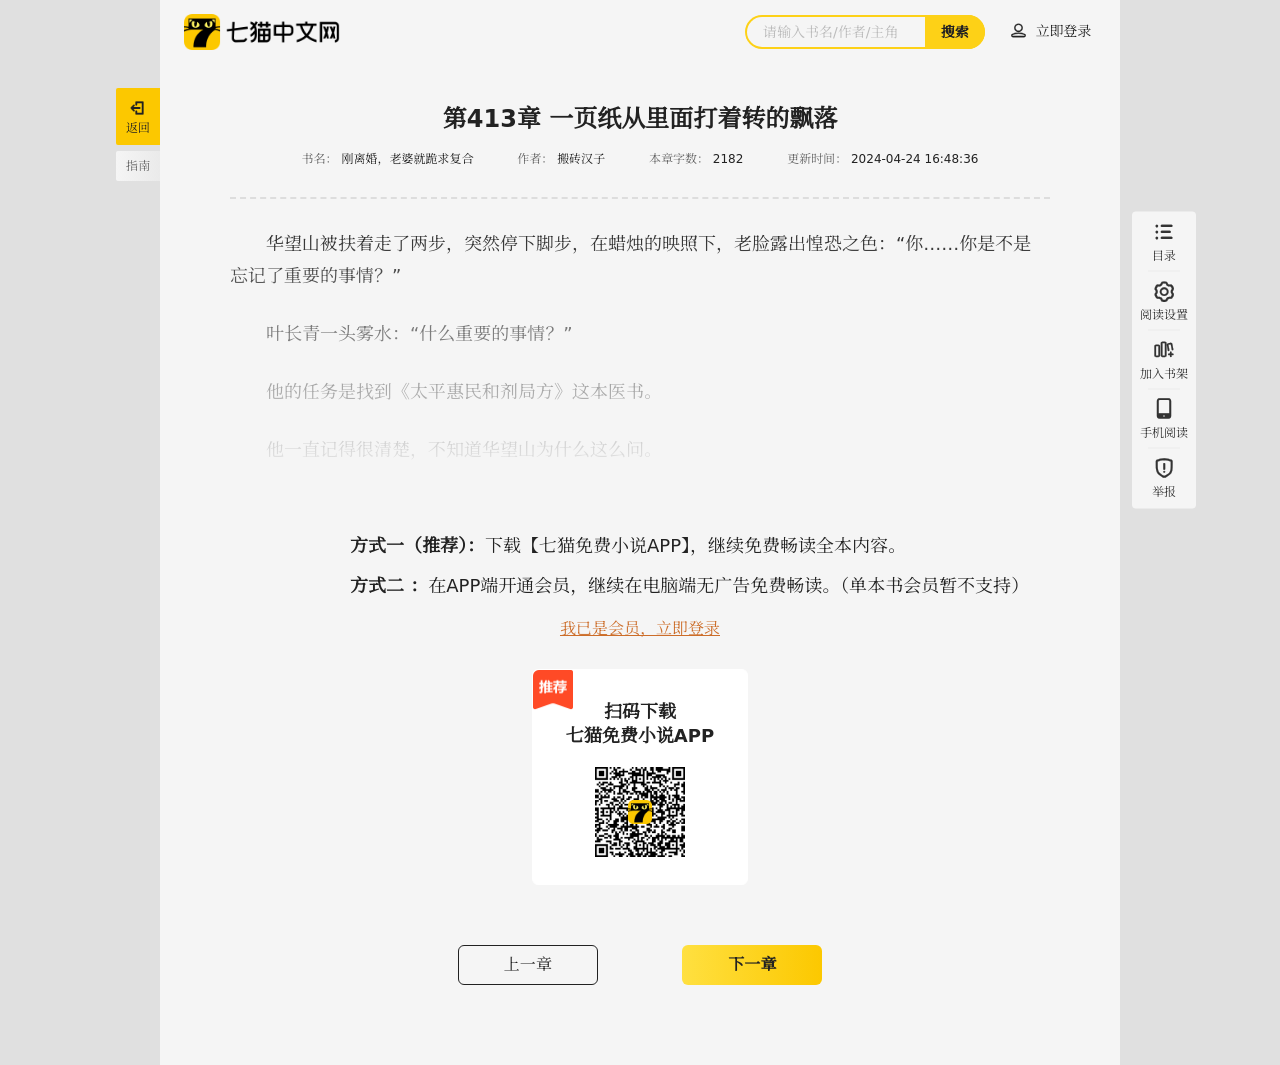 七猫中文网
请输入书名/作者/主角
搜索
立即登录
返回
指南
第413章 一页纸从里面打着转的飘落
书名： 刚离婚，老婆就跪求复合 作者： 搬砖汉子 本章字数： 2182 更新时间： 2024-04-24 16:48:36
华望山被扶着走了两步，突然停下脚步，在蜡烛的映照下，老脸露出惶恐之色：“你……你是不是
忘记了重要的事情？”
叶长青一头雾水：“什么重要的事情？”
他的任务是找到《太平惠民和剂局方》这本医书。
他一直记得很清楚，不知道华望山为什么这么问。
目录
阅读设置
加入书架
手机阅读
举报
方式一（推荐）：下载【七猫免费小说APP】，继续免费畅读全本内容。
方式二 ：在APP端开通会员，继续在电脑端无广告免费畅读。（单本书会员暂不支持）
我已是会员，立即登录
推荐
扫码下载
七猫免费小说APP
上一章
下一章